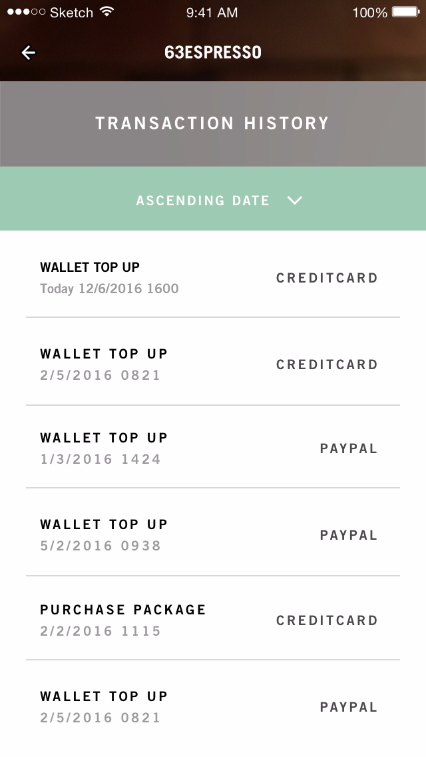 Sketch 9:41 AM 100%
63ESPRESSO
TRANSACTION HISTORY
ASCENDING DATE
WALLET TOP UP
Today 12/6/2016 1600
CREDITCARD
WALLET TOP UP
2/5/2016 0821
CREDITCARD
WALLET TOP UP
1/3/2016 1424
PAYPAL
WALLET TOP UP
5/2/2016 0938
PAYPAL
PURCHASE PACKAGE
2/2/2016 1115
CREDITCARD
WALLET TOP UP
2/5/2016 0821
PAYPAL